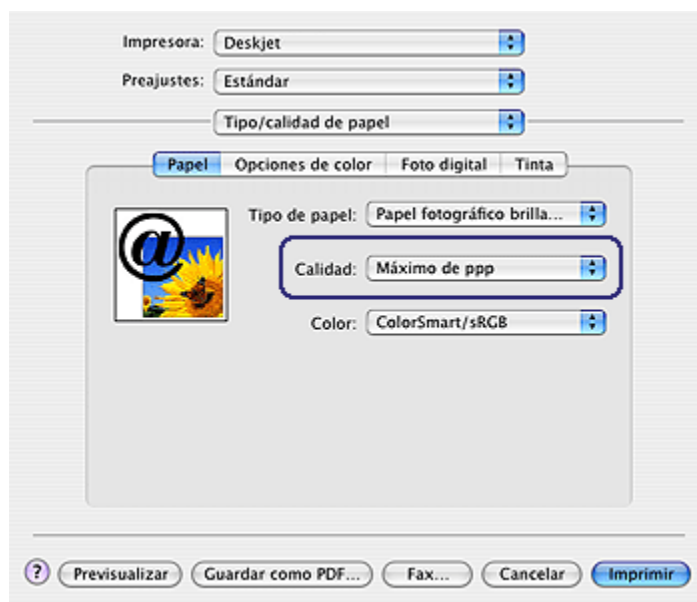 Impresora: Deskjet
Preajustes: Estándar
Tipo/calidad de papel
Papel Opciones de color Foto digital Tinta
Tipo de papel: Papel fotográfico brilla...
@
Calidad: Máximo de ppp
Color: ColorSmart/sRGB
? Previsualizar Guardar como PDF... Fax... Cancelar Imprimir